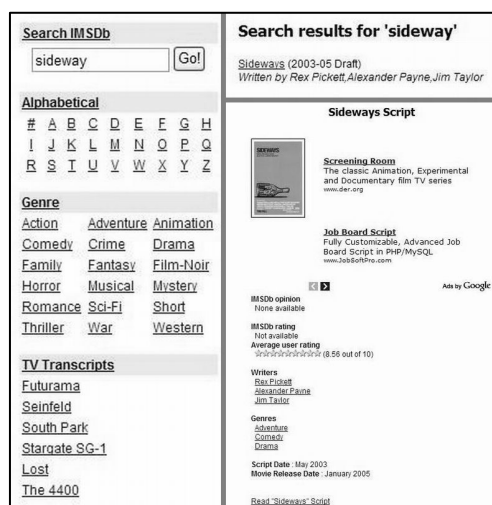 Search IMSDb
sideway Go!
Alphabetical
# A B C D E F G H
I J K L M N O P Q
R S T U V W X Y Z
Genre
Action Adventure Animation
Comedy Crime Drama
Family Fantasy Film-Noir
Horror Musical Mystery
Romance Sci-Fi Short
Thriller War Western
TV Transcripts
Futurama
Seinfeld
South Park
Stargate SG-1
Lost
The 4400
Search results for 'sideway'
Sideways (2003-05 Draft)
Written by Rex Pickett,Alexander Payne,Jim Taylor
Sideways Script
SIDEWAYS
Screening Room
The classic Animation, Experimental
and Documentary film TV series
www.der.org
Job Board Script
Fully Customizable, Advanced Job
Board Script in PHP/MySQL
www.JobSoftPro.com
Ads by Google
IMSDb opinion
None available
IMSDb rating
Not available
Average user rating
(8.56 out of 10)
Writers
Rex Pickett
Alexander Payne
Jim Taylor
Genres
Adventure
Comedy
Drama
Script Date : May 2003
Movie Release Date : January 2005
Read "Sideways" Script